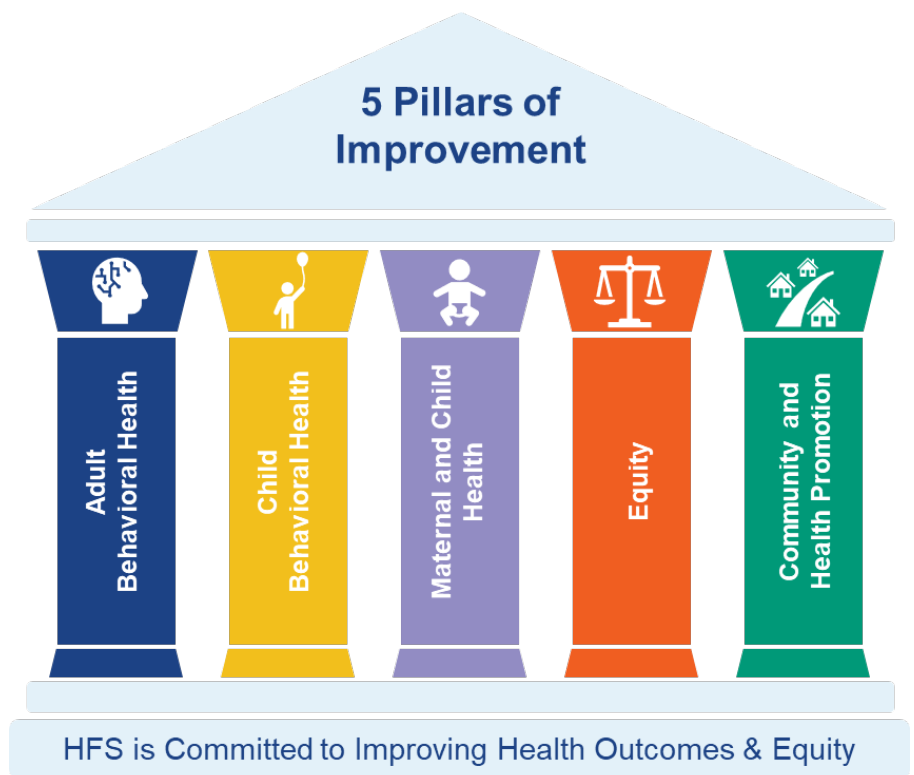 5 Pillars of
Improvement
Adult
Behavioral Health
Child
Behavioral Health
Maternal and Child
Health
Equity
Community and
Health Promotion
HFS is Committed to Improving Health Outcomes & Equity